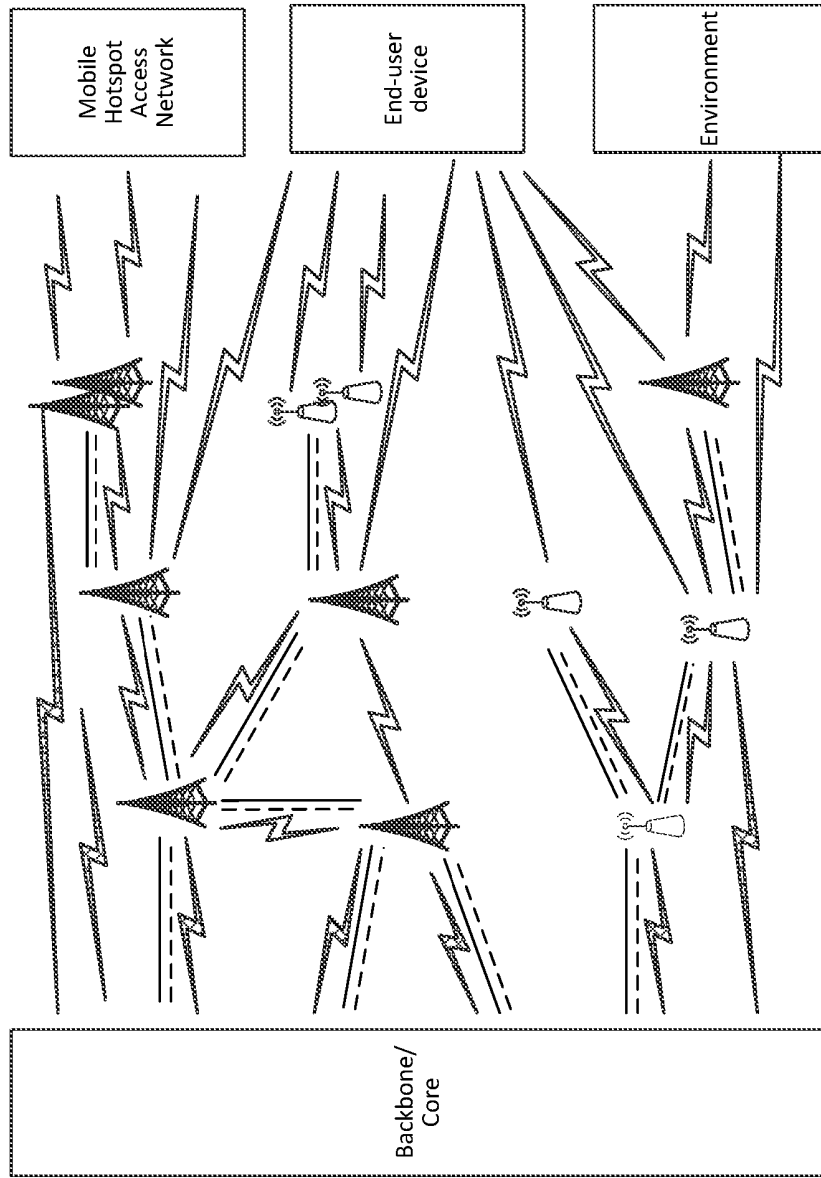 Mobile
Hotspot
Access
Network
End-user
device
Environment
Backbone/
Core